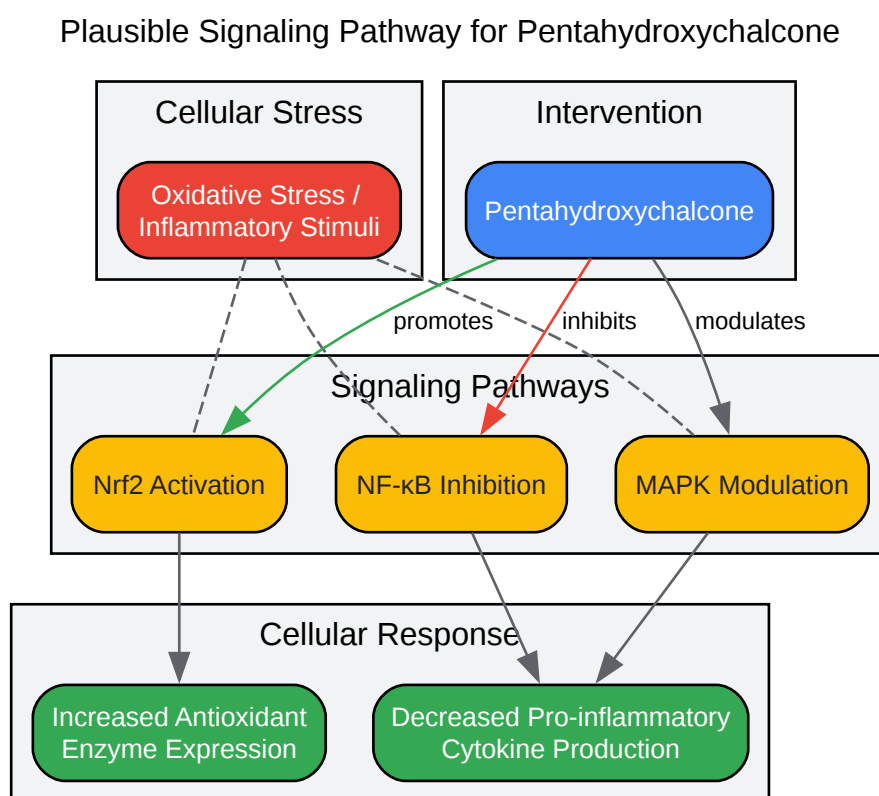 Plausible Signaling Pathway for Pentahydroxychalcone
Cellular Stress
Intervention
Oxidative Stress /
Inflammatory Stimuli
Pentahydroxychalcone
promotes
inhibits
modulates
Signaling Pathways
Nrf2 Activation
NF-κB Inhibition
MAPK Modulation
Cellular Response
Increased Antioxidant
Enzyme Expression
Decreased Pro-inflammatory
Cytokine Production